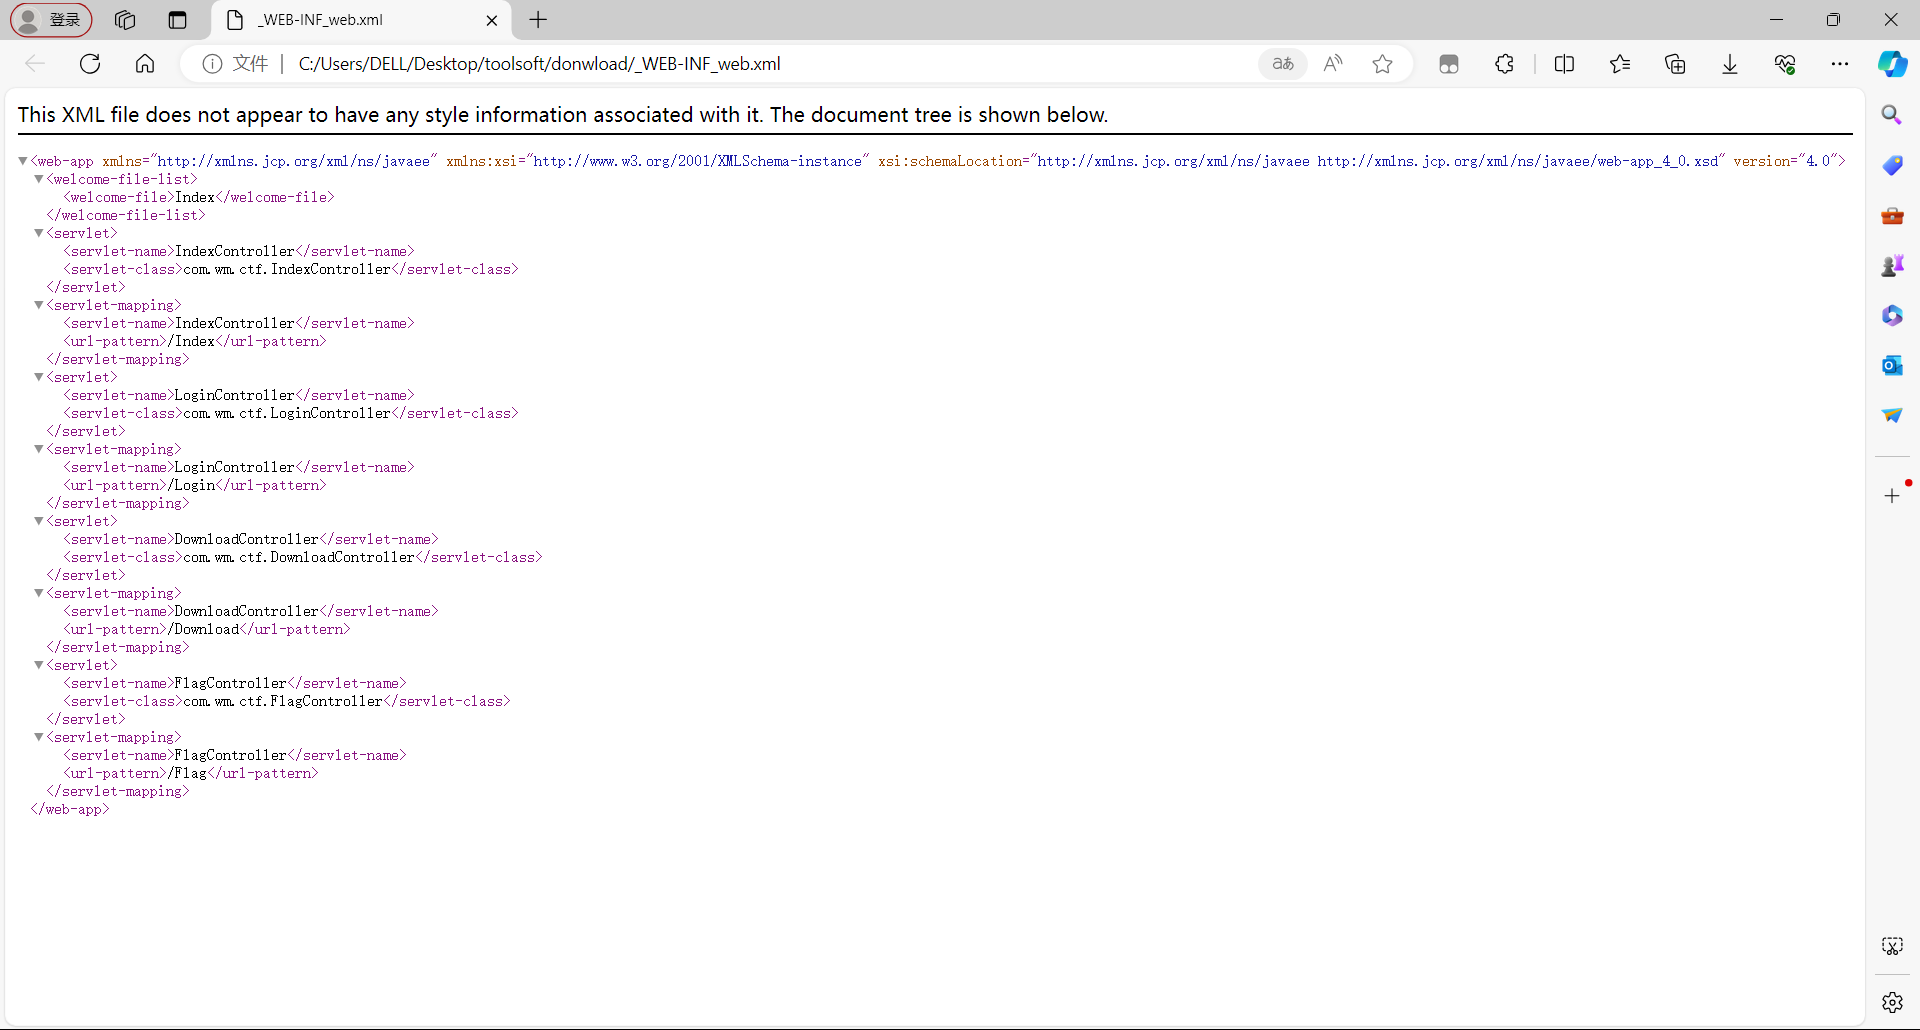 登录
_WEB-INF_web.xml
文件
C:/Users/DELL/Desktop/toolsoft/donwload/_WEB-INF_web.xml
aあ
This XML file does not appear to have any style information associated with it. The document tree is shown below.
▼<web-app xmlns="http://xmlns.jcp.org/xml/ns/javaee" xmlns:xsi="http://www.w3.org/2001/XMLSchema-instance" xsi:schemaLocation="http://xmlns.jcp.org/xml/ns/javaee http://xmlns.jcp.org/xml/ns/javaee/web-app_4_0.xsd" version="4.0">
▼<welcome-file-list>
<welcome-file>Index</welcome-file>
</welcome-file-list>
▼<servlet>
<servlet-name>IndexController</servlet-name>
<servlet-class>com.wm.ctf.IndexController</servlet-class>
</servlet>
▼<servlet-mapping>
<servlet-name>IndexController</servlet-name>
<url-pattern>/Index</url-pattern>
</servlet-mapping>
▼<servlet>
<servlet-name>LoginController</servlet-name>
<servlet-class>com.wm.ctf.LoginController</servlet-class>
</servlet>
▼<servlet-mapping>
<servlet-name>LoginController</servlet-name>
<url-pattern>/Login</url-pattern>
</servlet-mapping>
▼<servlet>
<servlet-name>DownloadController</servlet-name>
<servlet-class>com.wm.ctf.DownloadController</servlet-class>
</servlet>
▼<servlet-mapping>
<servlet-name>DownloadController</servlet-name>
<url-pattern>/Download</url-pattern>
</servlet-mapping>
▼<servlet>
<servlet-name>FlagController</servlet-name>
<servlet-class>com.wm.ctf.FlagController</servlet-class>
</servlet>
▼<servlet-mapping>
<servlet-name>FlagController</servlet-name>
<url-pattern>/Flag</url-pattern>
</servlet-mapping>
</web-app>